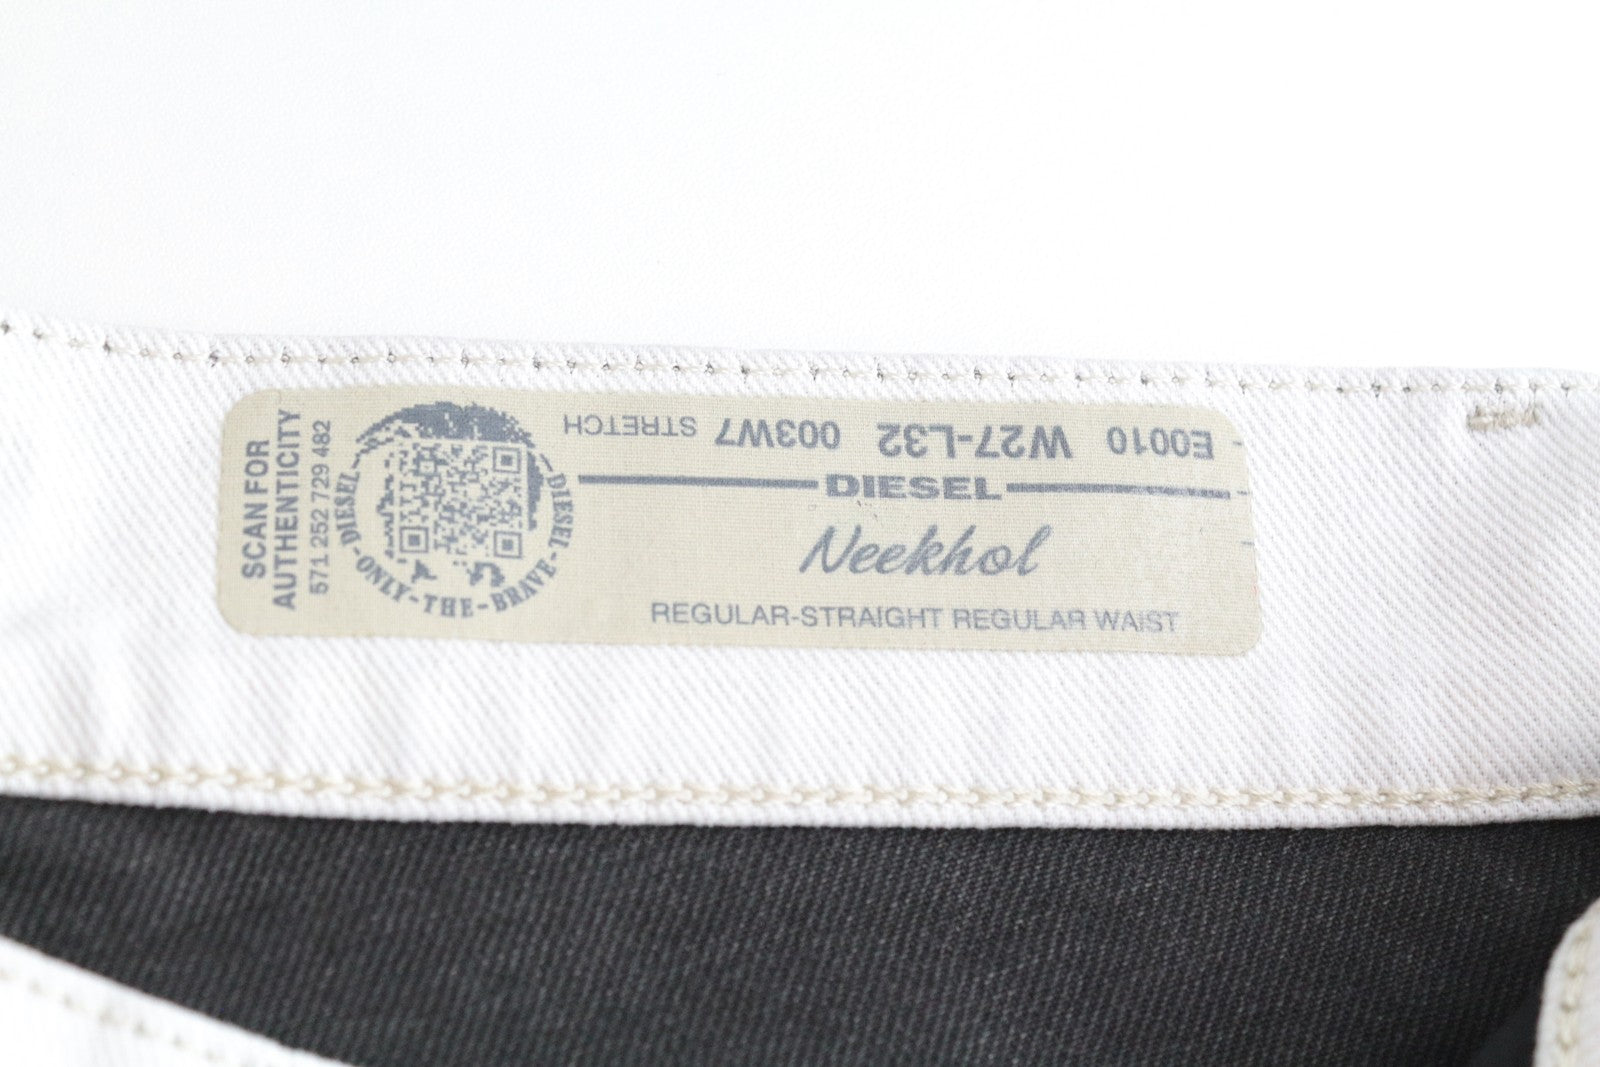 SCAN FOR
AUTHENTICITY
571 252 729 482
DIESEL-ONLY-THE-BRAVE-DIESEL
E0010 W27-L32 003W7 STRETCH
DIESEL
Neekhol
REGULAR-STRAIGHT REGULAR WAIST